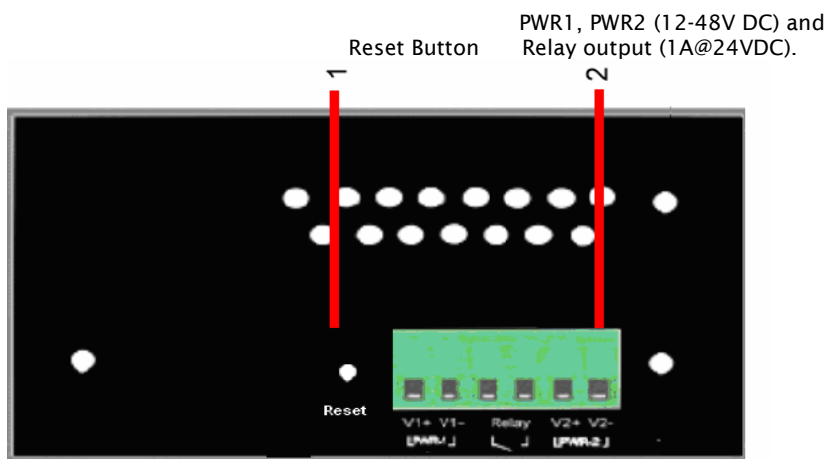 PWR1, PWR2 (12-48V DC) and
Reset Button Relay output (1A@24VDC).
1 2
Reset
V1+ V1- Relay V2+ V2-
PWR-1 PWR-2